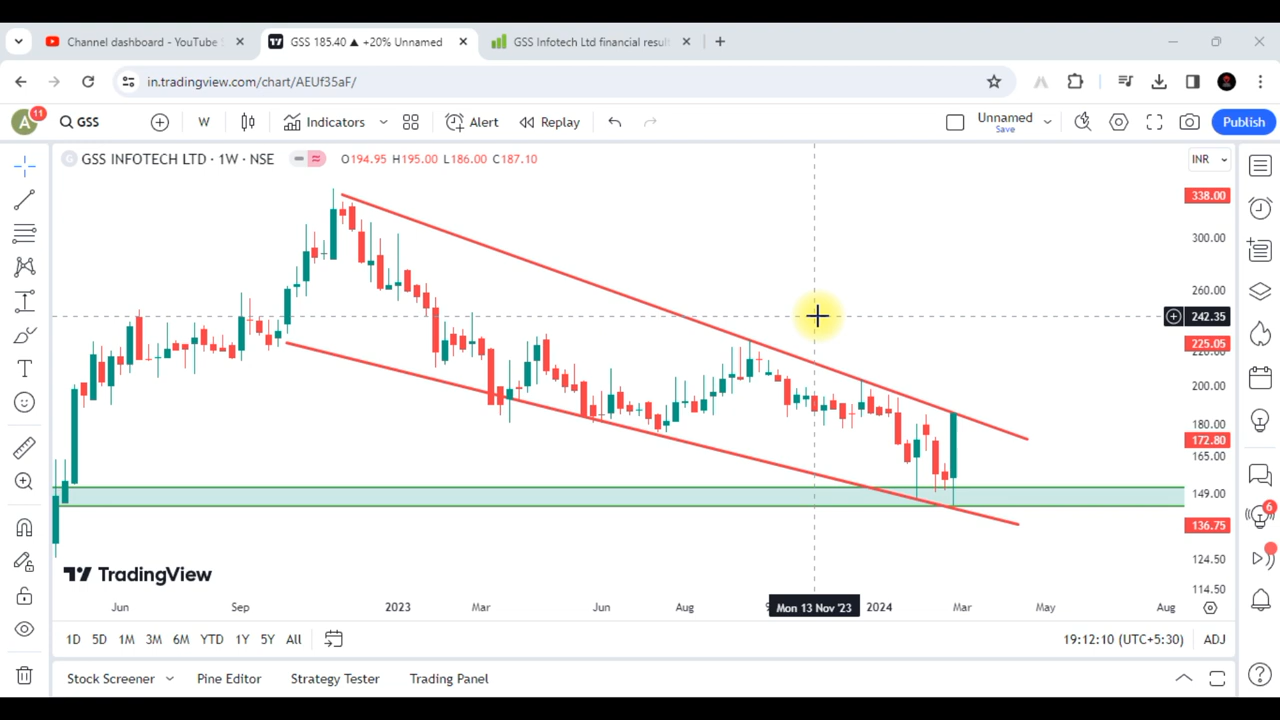 Channel dashboard - YouTube
GSS 185.40 ▲ +20% Unnamed
GSS Infotech Ltd financial resul
in.tradingview.com/chart/AEUf35aF/
A
11
GSS
W
Indicators
Alert
Replay
Unnamed
Save
Publish
G
GSS INFOTECH LTD · 1W · NSE
O194.95 H195.00 L186.00 C187.10
INR
338.00
300.00
260.00
242.35
225.05
220.00
200.00
180.00
172.80
165.00
149.00
136.75
124.50
114.50
6
TradingView
Jun
Sep
2023
Mar
Jun
Aug
Mon 13 Nov '23
2024
Mar
May
Aug
1D 5D 1M 3M 6M YTD 1Y 5Y All
19:12:10 (UTC+5:30)
ADJ
Stock Screener
Pine Editor
Strategy Tester
Trading Panel